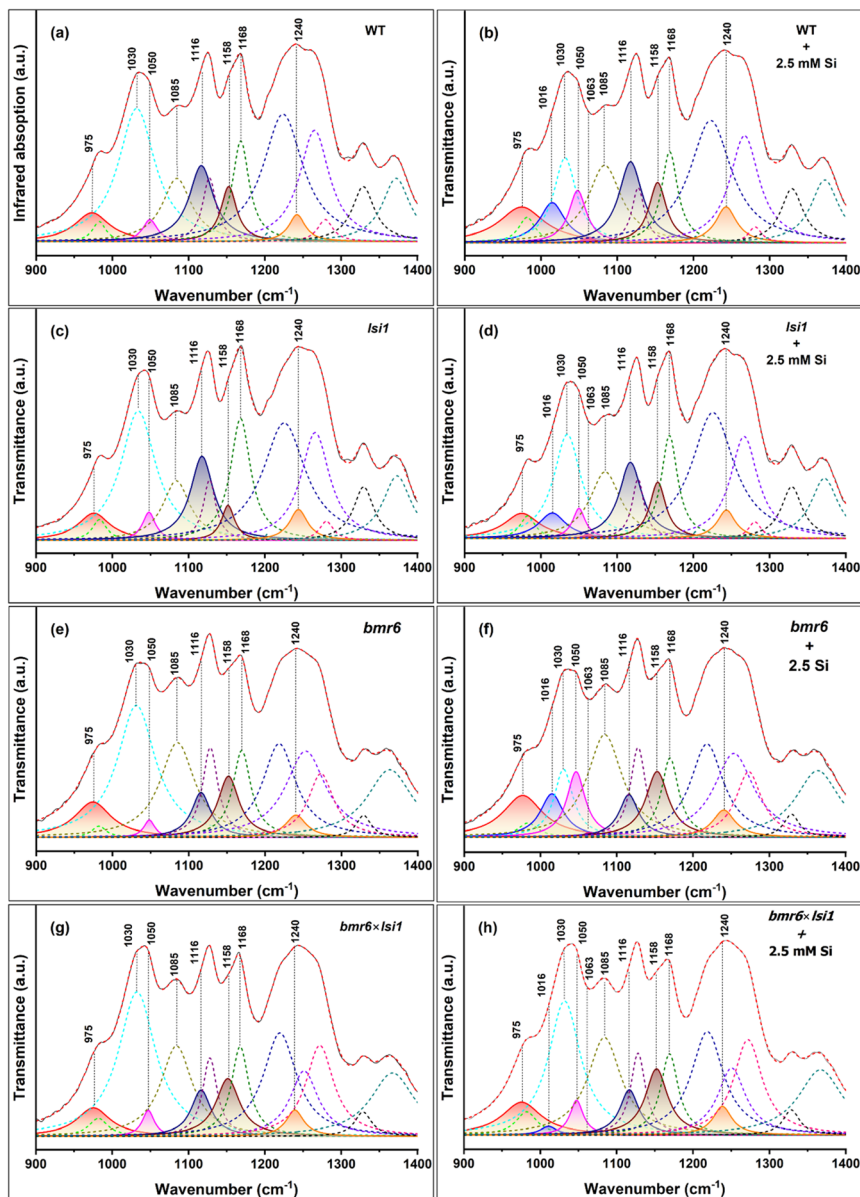 (a)
WT
975
1030
1050
1085
1116
1158
1168
1240
Infrared absoption (a.u.)
900 1000 1100 1200 1300 1400
Wavenumber (cm⁻¹)
(b)
WT
+
2.5 mM Si
975
1016
1030
1050
1063
1085
1116
1158
1168
1240
Transmittance (a.u.)
900 1000 1100 1200 1300 1400
Wavenumber (cm⁻¹)
(c)
lsi1
975
1030
1050
1085
1116
1158
1168
1240
Transmittance (a.u.)
900 1000 1100 1200 1300 1400
Wavenumber (cm⁻¹)
(d)
lsi1
+
2.5 mM Si
975
1016
1030
1050
1063
1085
1116
1158
1168
1240
Transmittance (a.u.)
900 1000 1100 1200 1300 1400
Wavenumber (cm⁻¹)
(e)
bmr6
975
1030
1050
1085
1116
1158
1168
1240
Transmittance (a.u.)
900 1000 1100 1200 1300 1400
Wavenumber (cm⁻¹)
(f)
bmr6
+
2.5 Si
975
1016
1030
1050
1063
1085
1116
1158
1168
1240
Transmittance (a.u.)
900 1000 1100 1200 1300 1400
Wavenumber (cm⁻¹)
(g)
bmr6×lsi1
975
1030
1050
1085
1116
1158
1168
1240
Transmittance (a.u.)
900 1000 1100 1200 1300 1400
Wavenumber (cm⁻¹)
(h)
bmr6×lsi1
+
2.5 mM Si
975
1016
1030
1050
1063
1085
1116
1158
1168
1240
Transmittance (a.u.)
900 1000 1100 1200 1300 1400
Wavenumber (cm⁻¹)